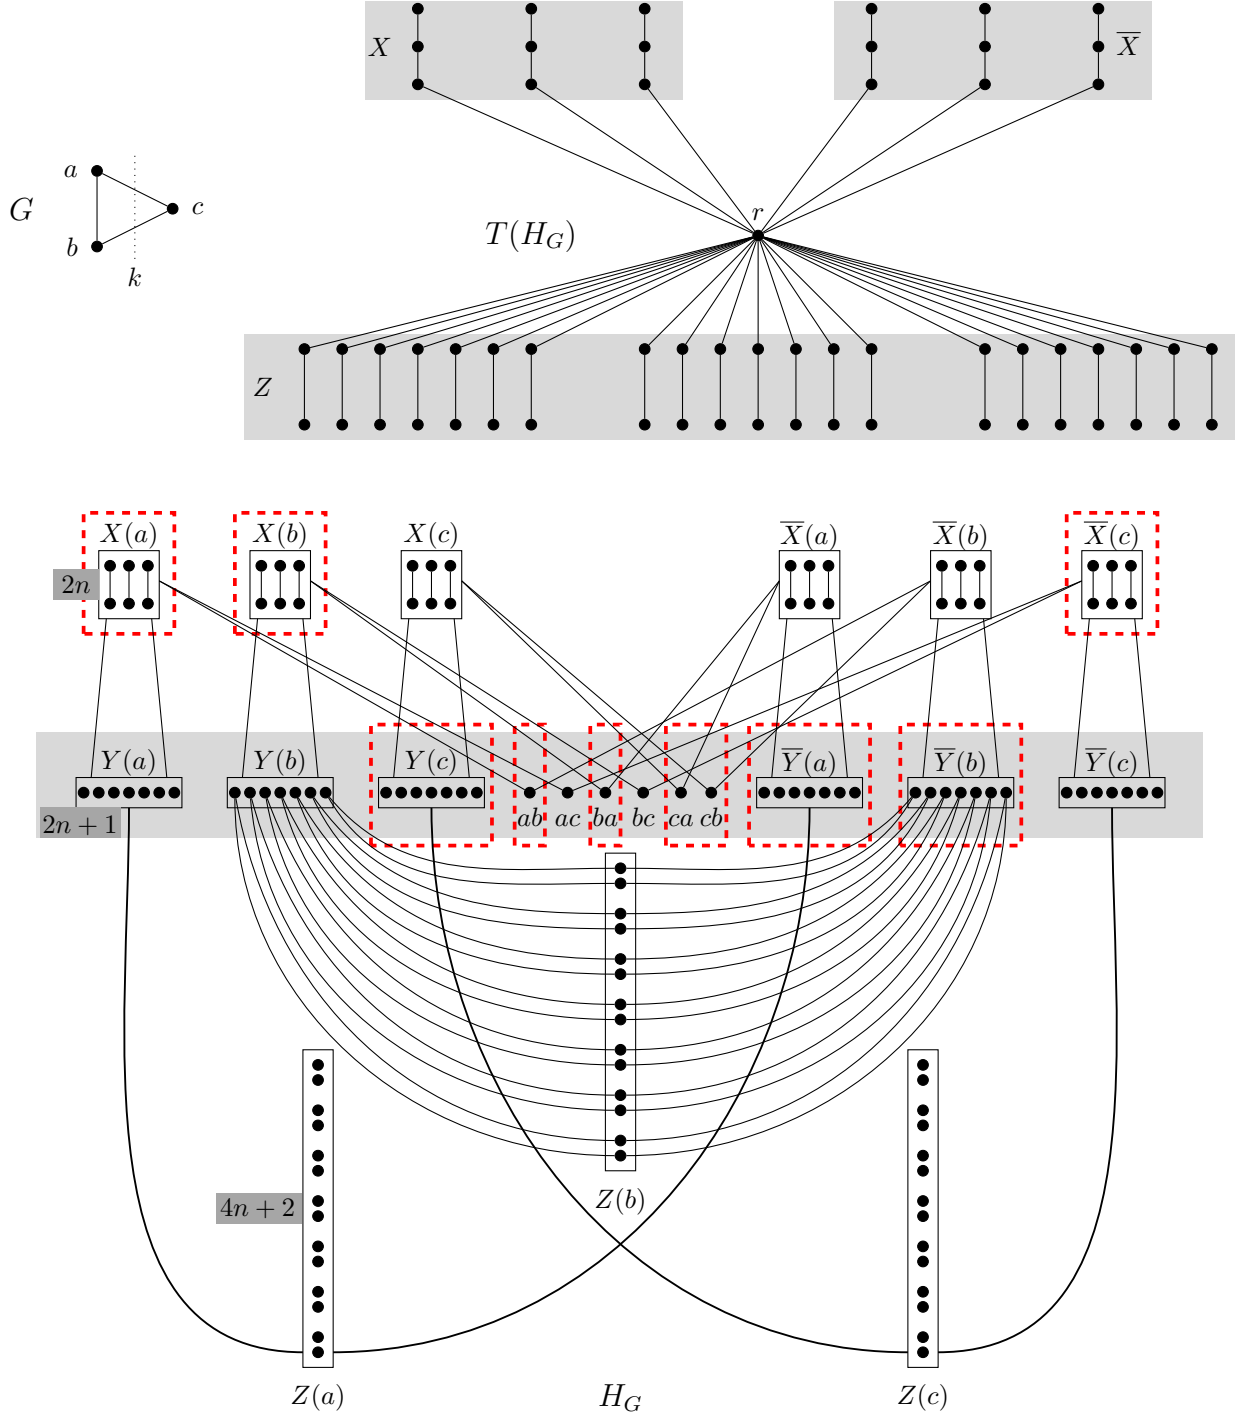 X
X̅
a
G
c
b
k
r
T(H_G)
Z
X(a)
X(b)
X(c)
X̅(a)
X̅(b)
X̅(c)
2n
Y(a)
Y(b)
Y(c)
Y̅(a)
Y̅(b)
Y̅(c)
2n + 1
ab
ac
ba
bc
ca
cb
Z(b)
4n + 2
Z(a)
H_G
Z(c)